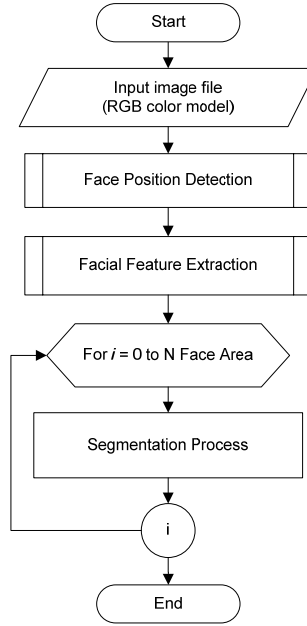 Start
Input image file
(RGB color model)
Face Position Detection
Facial Feature Extraction
For i = 0 to N Face Area
Segmentation Process
i
End